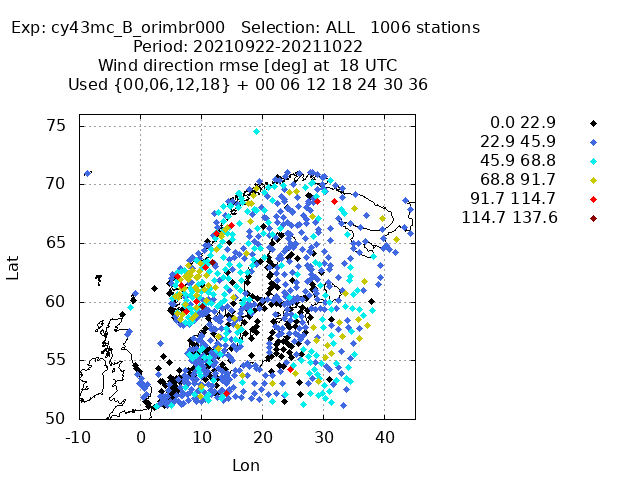 Exp: cy43mc_B_orimbr000   Selection: ALL   1006 stations
Period: 20210922-20211022
Wind direction rmse [deg] at  18 UTC
Used {00,06,12,18} + 00 06 12 18 24 30 36
0.0 22.9
22.9 45.9
45.9 68.8
68.8 91.7
91.7 114.7
114.7 137.6
75
70
65
60
55
50
Lat
-10 0 10 20 30 40
Lon